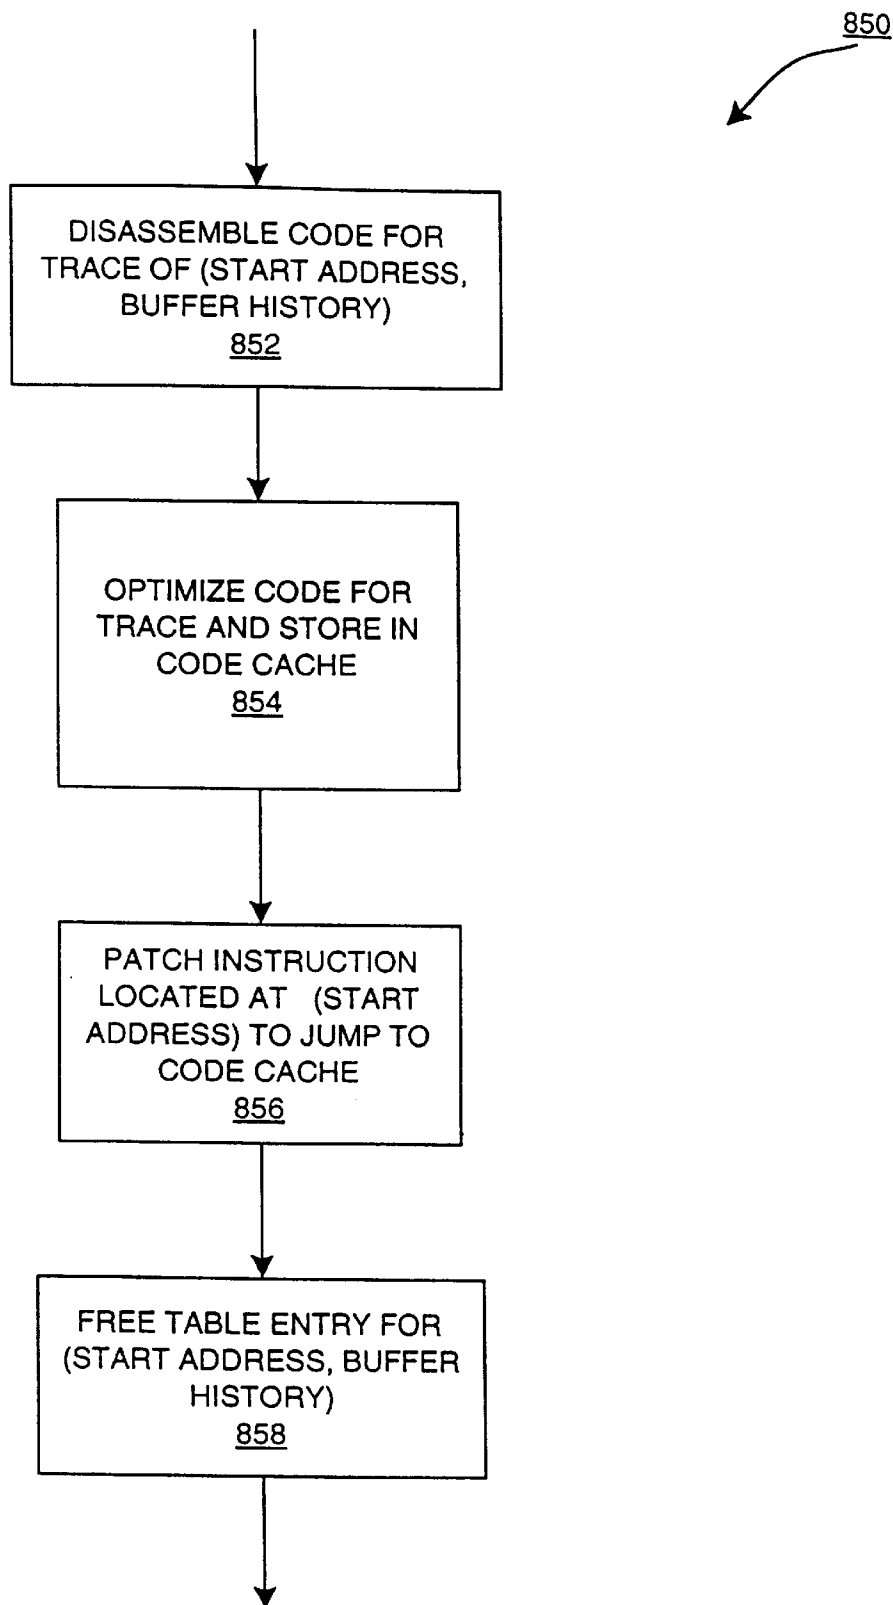 850
DISASSEMBLE CODE FOR
TRACE OF (START ADDRESS,
BUFFER HISTORY)
852
OPTIMIZE CODE FOR
TRACE AND STORE IN
CODE CACHE
854
PATCH INSTRUCTION
LOCATED AT (START
ADDRESS) TO JUMP TO
CODE CACHE
856
FREE TABLE ENTRY FOR
(START ADDRESS, BUFFER
HISTORY)
858